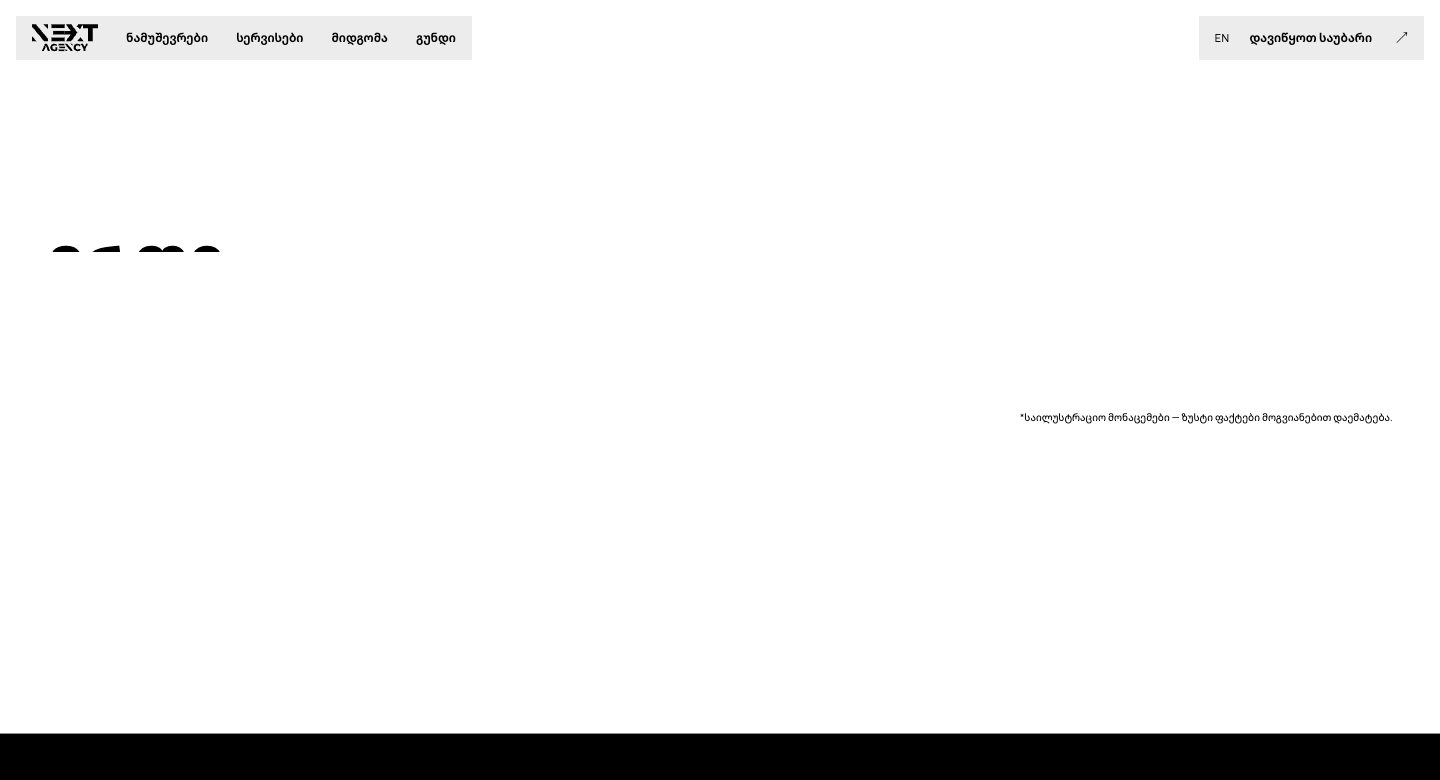 NEXT
AGENCY
ნამუშევრები
სერვისები
მიდგომა
გუნდი
EN
დავიწყოთ საუბარი
*საილუსტრაციო მონაცემები — ზუსტი ფაქტები მოგვიანებით დაემატება.